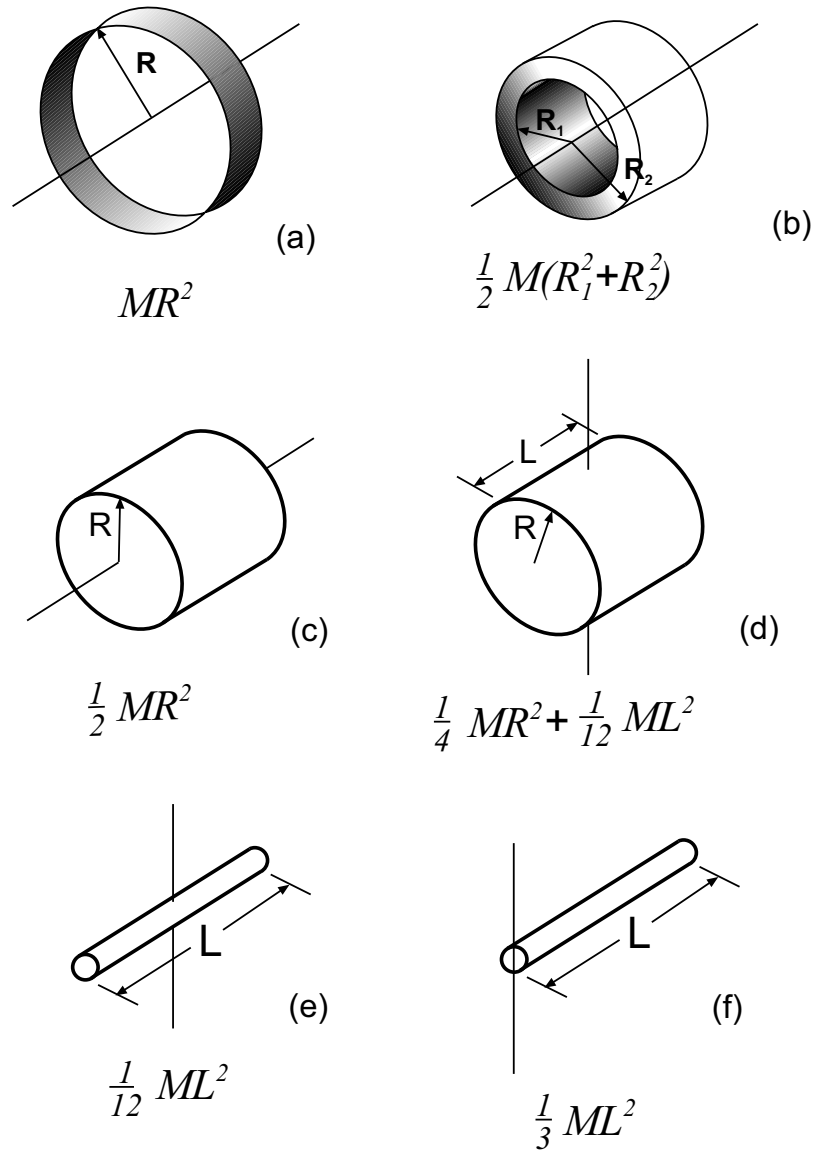 R
R₁
R₂
(a)
(b)
MR²
½ M(R₁²+R₂²)
L
R
R
(c)
(d)
½ MR²
¼ MR² + 1/12 ML²
L
L
(e)
(f)
1/12 ML²
⅓ ML²